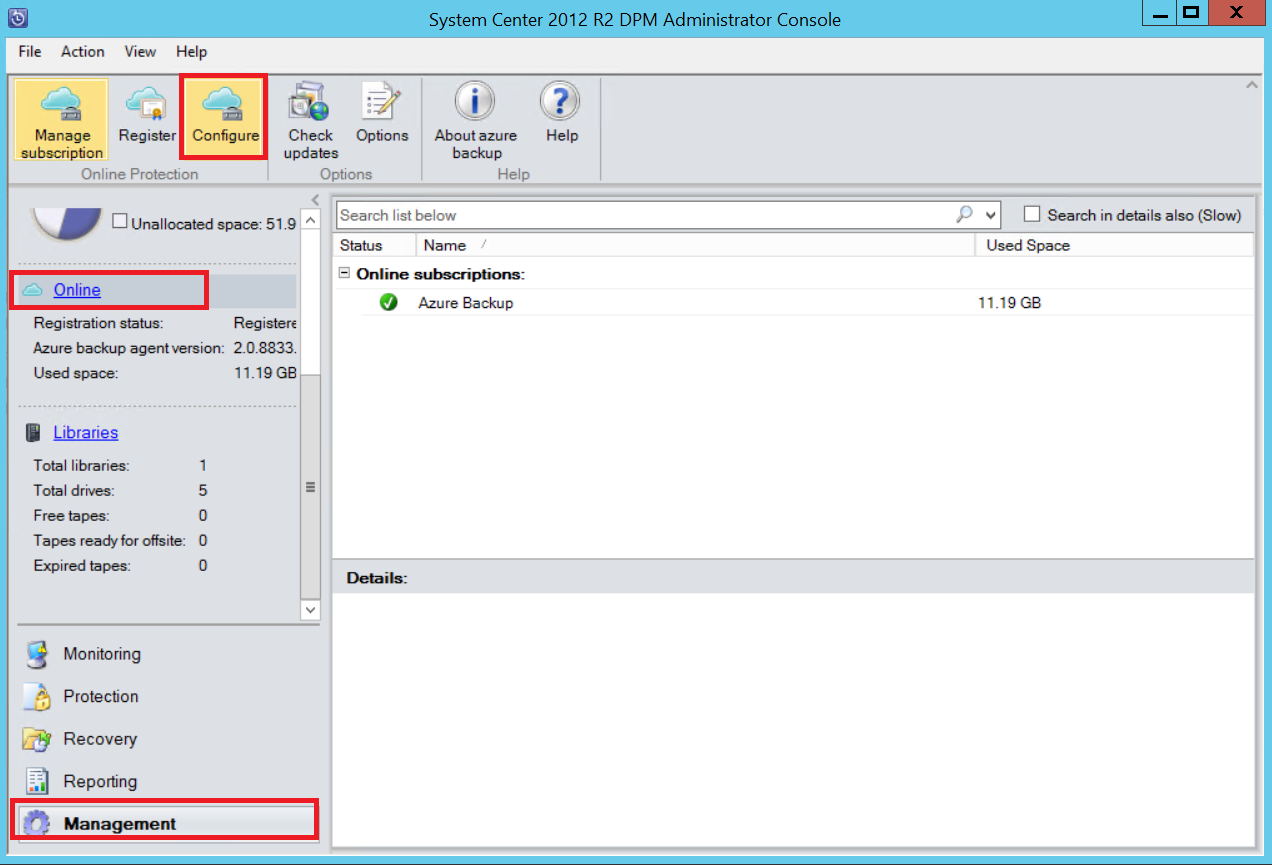 System Center 2012 R2 DPM Administrator Console
File Action View Help
Manage subscription
Register
Configure
Check updates
Options
About azure backup
Help
Online Protection
Options
Help
Unallocated space: 51.9
Online
Registration status: Registere
Azure backup agent version: 2.0.8833.
Used space: 11.19 GB
Libraries
Total libraries: 1
Total drives: 5
Free tapes: 0
Tapes ready for offsite: 0
Expired tapes: 0
Monitoring
Protection
Recovery
Reporting
Management
Search list below
Search in details also (Slow)
Status Name Used Space
Online subscriptions:
Azure Backup 11.19 GB
Details: